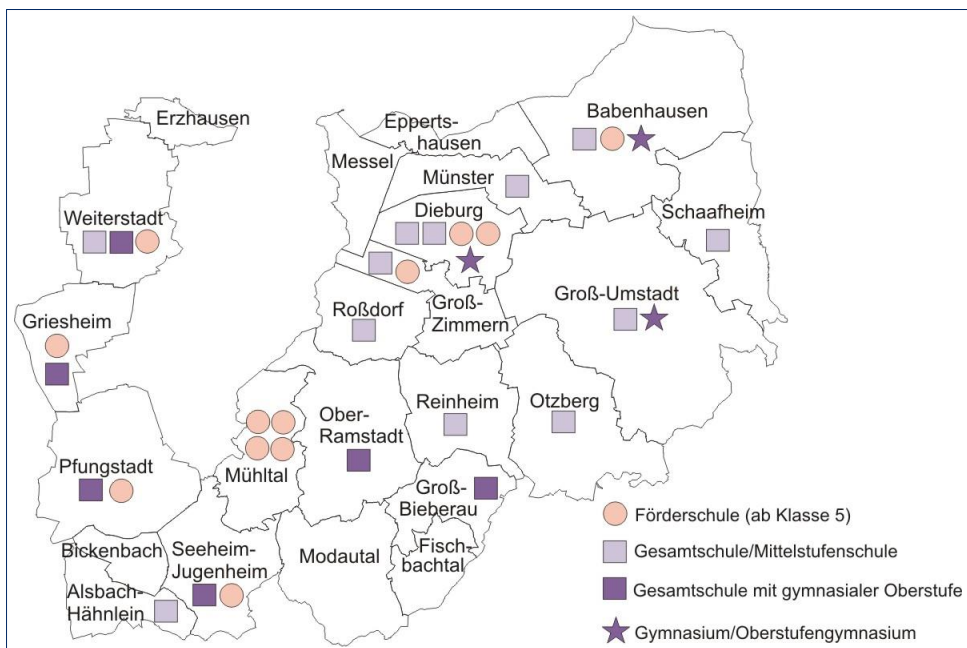 Erzhausen
Epperts-
hausen
Babenhausen
Messel
Münster
Weiterstadt
Dieburg
Schaafheim
Griesheim
Roßdorf
Groß-
Zimmern
Groß-Umstadt
Ober-
Ramstadt
Reinheim
Otzberg
Pfungstadt
Mühltal
Groß-
Bieberau
Bickenbach
Seeheim-
Jugenheim
Modautal
Fisch-
bachtal
Alsbach-
Hähnlein
Förderschule (ab Klasse 5)
Gesamtschule/Mittelstufenschule
Gesamtschule mit gymnasialer Oberstufe
Gymnasium/Oberstufengymnasium